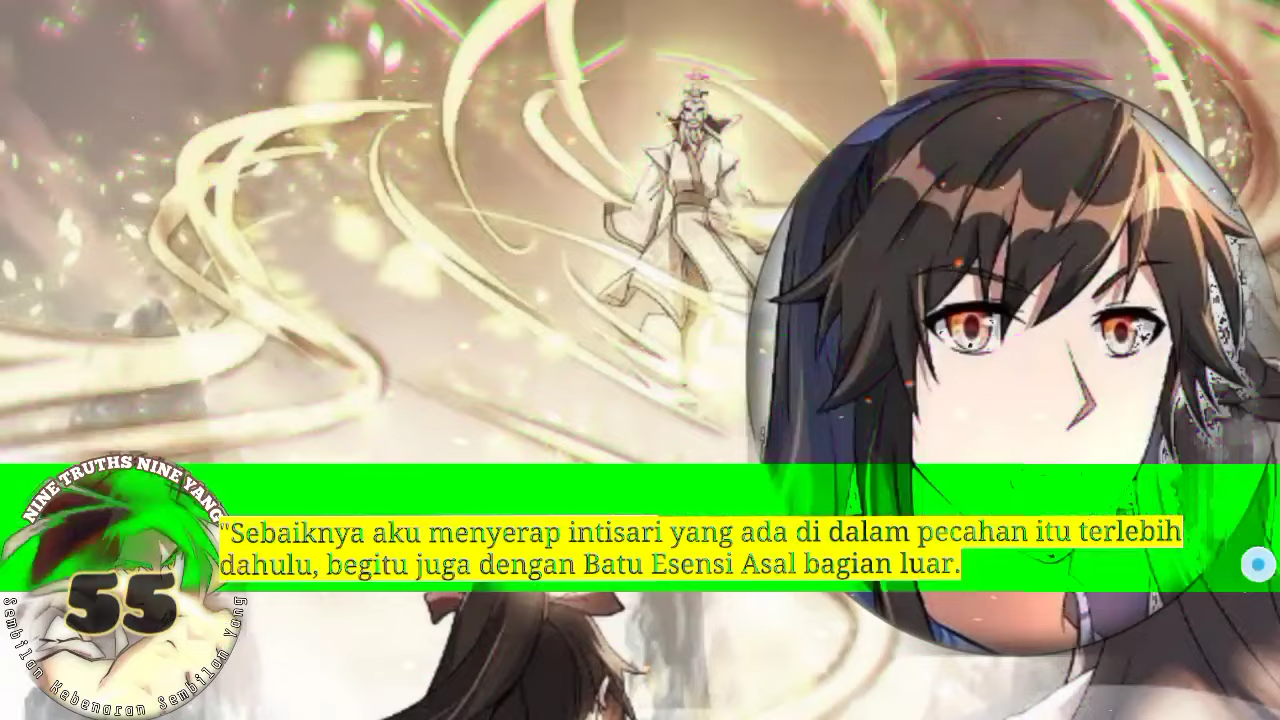 NINE TRUTHS NINE YANG
"Sebaiknya aku menyerap intisari yang ada di dalam pecahan itu terlebih
dahulu, begitu juga dengan Batu Esensi Asal bagian luar.
55
Sembilan Kebenaran Sembilan Yang